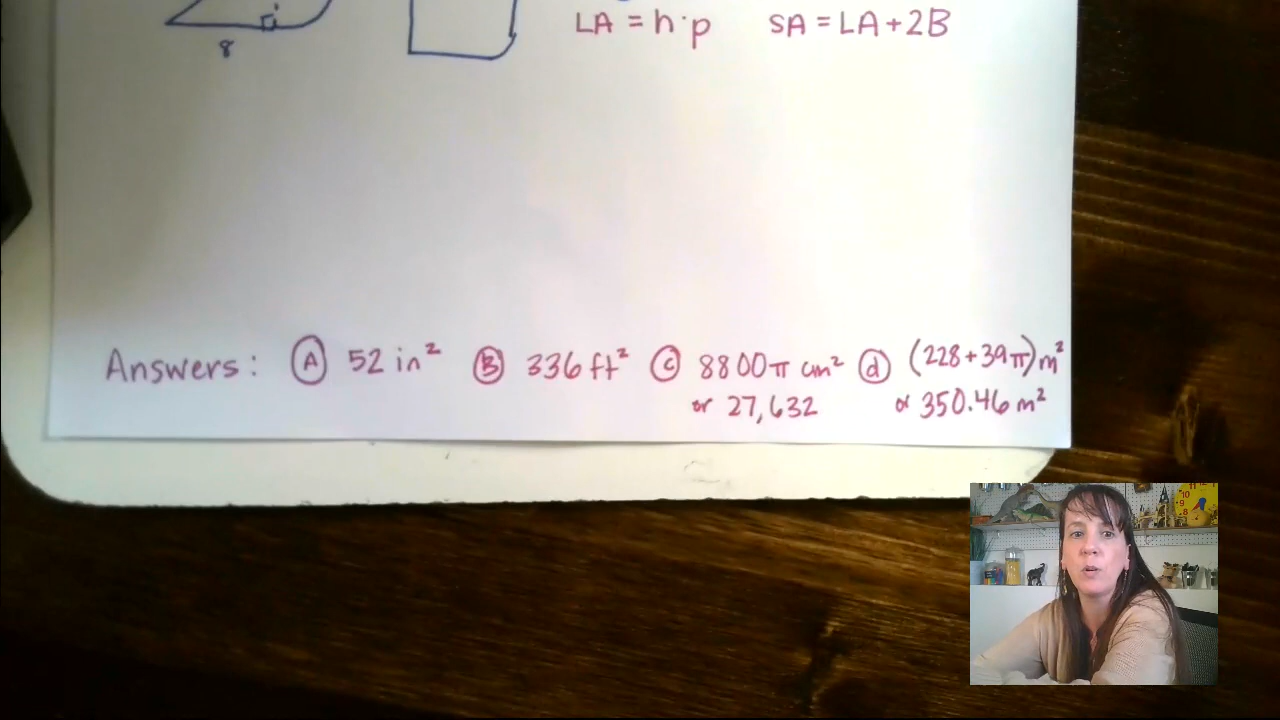 8
LA = h·p SA = LA + 2B
Answers: Ⓐ 52 in² Ⓑ 336 ft² Ⓒ 8800π cm² ⓓ (228+39π)m²
or 27,632 or 350.46 m²